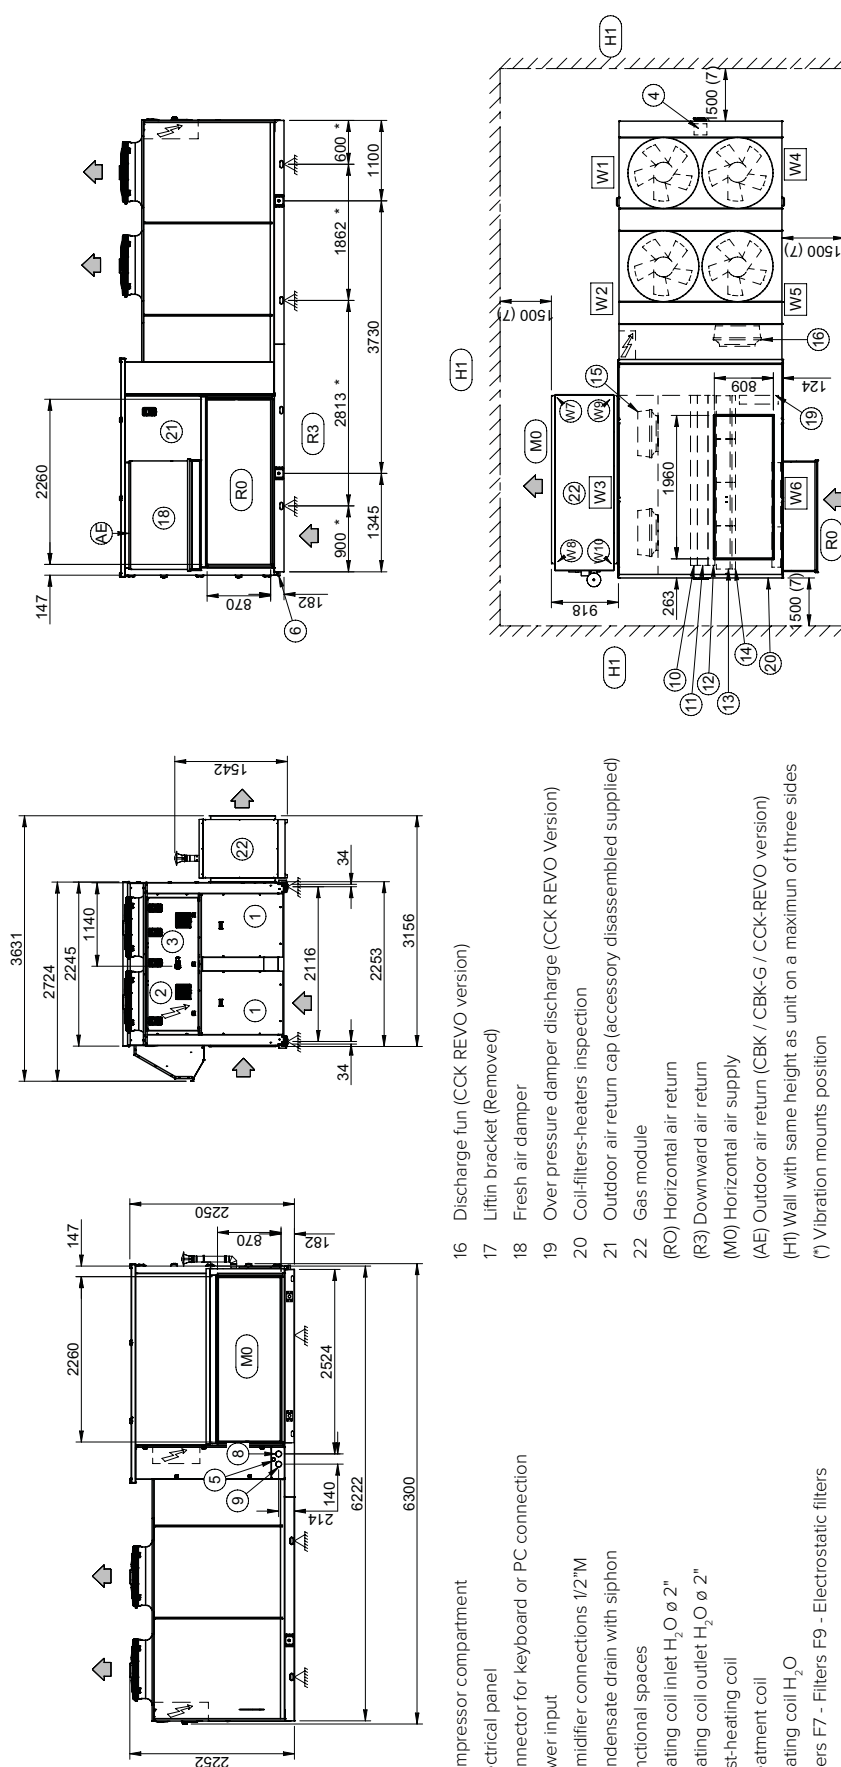 2252
2260
147
2250
870
182
M0
5
8
9
140
214
2524
6222
6300
3631
2724
2245
1140
1542
2
3
1
1
22
34
34
2116
2253
3156
147
2260
AE
18
21
R0
R3
870
182
6
900 *
2813 *
1862 *
600 *
1345
3730
1100
H1
H1
H1
M0
R0
1500 (7)
1500 (7)
1500 (7)
1500 (7)
918
263
1960
809
124
W1
W2
W3
W4
W5
W6
W7
W8
W9
W10
4
10
11
12
13
14
15
16
19
20
22
mpressor compartment
ctrical panel
nnector for keyboard or PC connection
wer input
midifier connections 1/2"M
ndensate drain with siphon
nctional spaces
ating coil inlet H₂O ø 2"
ating coil outlet H₂O ø 2"
st-heating coil
atment coil
ating coil H₂O
ers F7 - Filters F9 - Electrostatic filters
16 Discharge fun (CCK REVO version)
17 Liftin bracket (Removed)
18 Fresh air damper
19 Over pressure damper discharge (CCK REVO Version)
20 Coil-filters-heaters inspection
21 Outdoor air return cap (accessory disassembled supplied)
22 Gas module
(RO) Horizontal air return
(R3) Downward air return
(M0) Horizontal air supply
(AE) Outdoor air return (CBK / CBK-G / CCK-REVO version)
(H1) Wall with same height as unit on a maximun of three sides
(*) Vibration mounts position